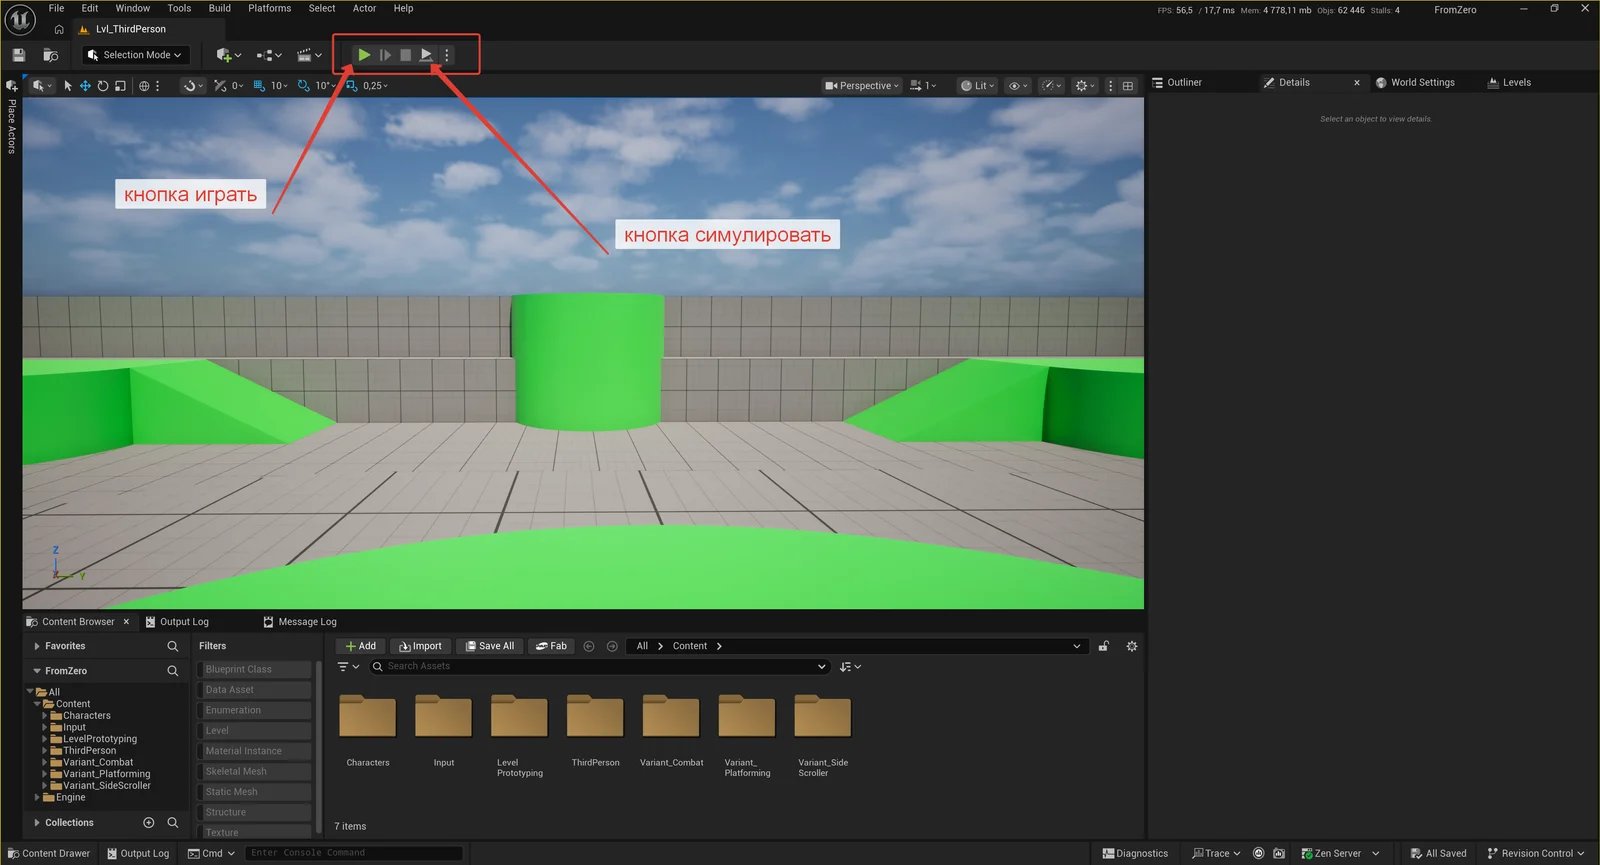 File Edit Window Tools Build Platforms Select Actor Help
FPS: 56,5 / 17,7 ms Mem: 4 778,11 mb Objs: 62 446 Stalls: 4 FromZero
Lvl_ThirdPerson
Selection Mode
0 10 10° 0,25 Perspective 1 Lit
Outliner Details World Settings Levels
Place Actors
Select an object to view details.
кнопка играть
кнопка симулировать
Z
X Y
Content Browser Output Log Message Log
Favorites Filters Add Import Save All Fab All Content
Search Assets
FromZero
All
Content
Characters
Input
LevelPrototyping
ThirdPerson
Variant_Combat
Variant_Platforming
Variant_SideScroller
Engine
Collections
Blueprint Class
Data Asset
Enumeration
Level
Material Instance
Skeletal Mesh
Static Mesh
Structure
Texture
Characters Input Level ThirdPerson Variant_Combat Variant_ Variant_Side
Prototyping Platforming Scroller
7 items
Content Drawer Output Log Cmd Enter Console Command Diagnostics Trace Zen Server All Saved Revision Control